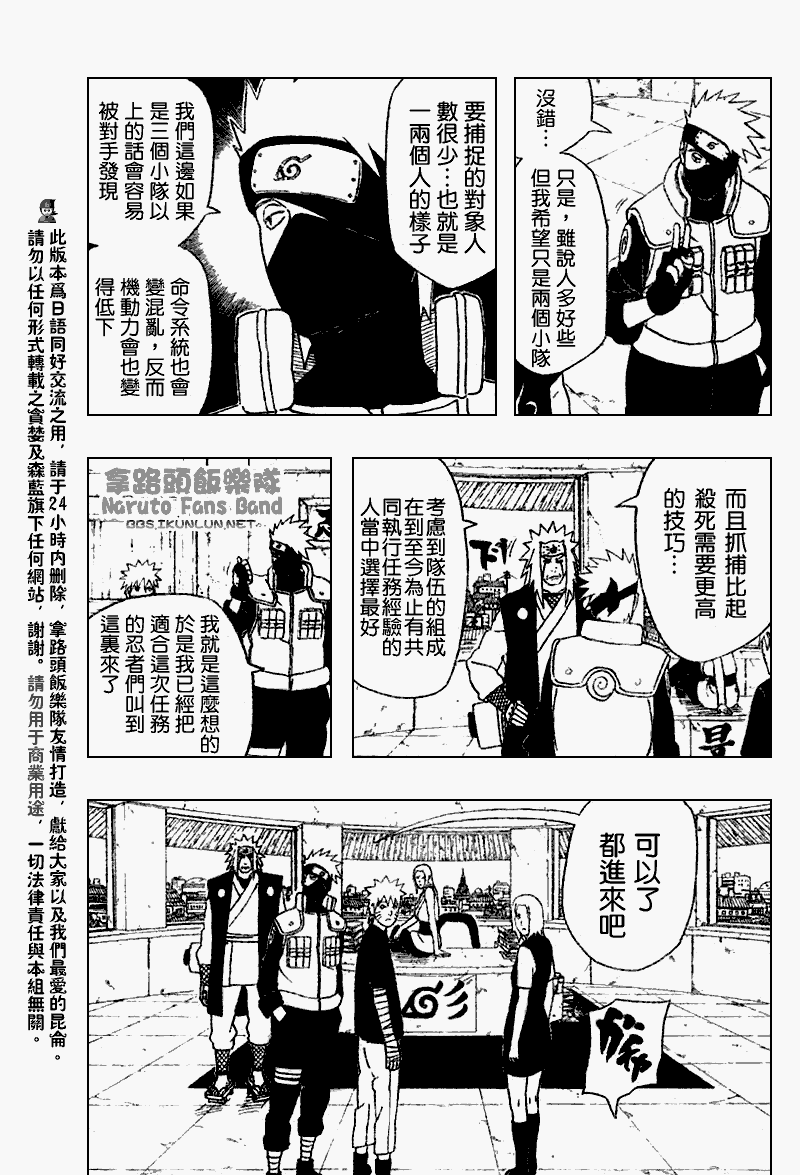 沒錯…
只是，雖說人多好些
但我希望只是兩個小隊
要捕捉的對象人
數很少…也就是
一兩個人的樣子
我們這邊如果
是三個小隊以
上的話會容易
被對手發現
命令系統也會
變混亂，反而
機動力會也變
得低下
而且抓捕比起
殺死需要更高
的技巧…
考慮到隊伍的組成
在到至今為止有共
同執行任務經驗的
人當中選擇最好
拿路頭飯樂隊
Naruto Fans Band
BBS.IKUNLUN.NET
我就是這麼想的
於是我已經把
適合這次任務
的忍者們叫到
這裏來了
可以了
都進來吧
ガチャ
此版本爲日語同好交流之用，請于24小時内删除，拿路頭飯樂隊友情打造，獻給大家以及我們最愛的昆侖。
請勿以任何形式轉載之貪婪及森藍旗下任何網站，謝謝。請勿用于商業用途，一切法律責任與本組無關。